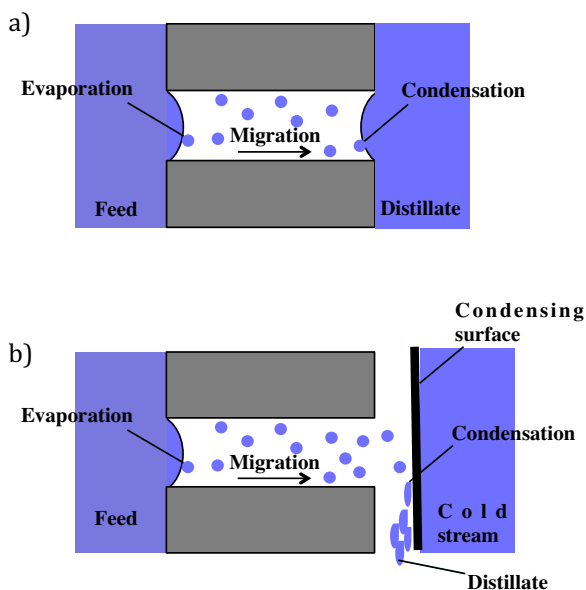 a)
Evaporation
Condensation
Migration
Feed
Distillate
Condensing
surface
b)
Evaporation
Condensation
Migration
Feed
Cold
stream
Distillate